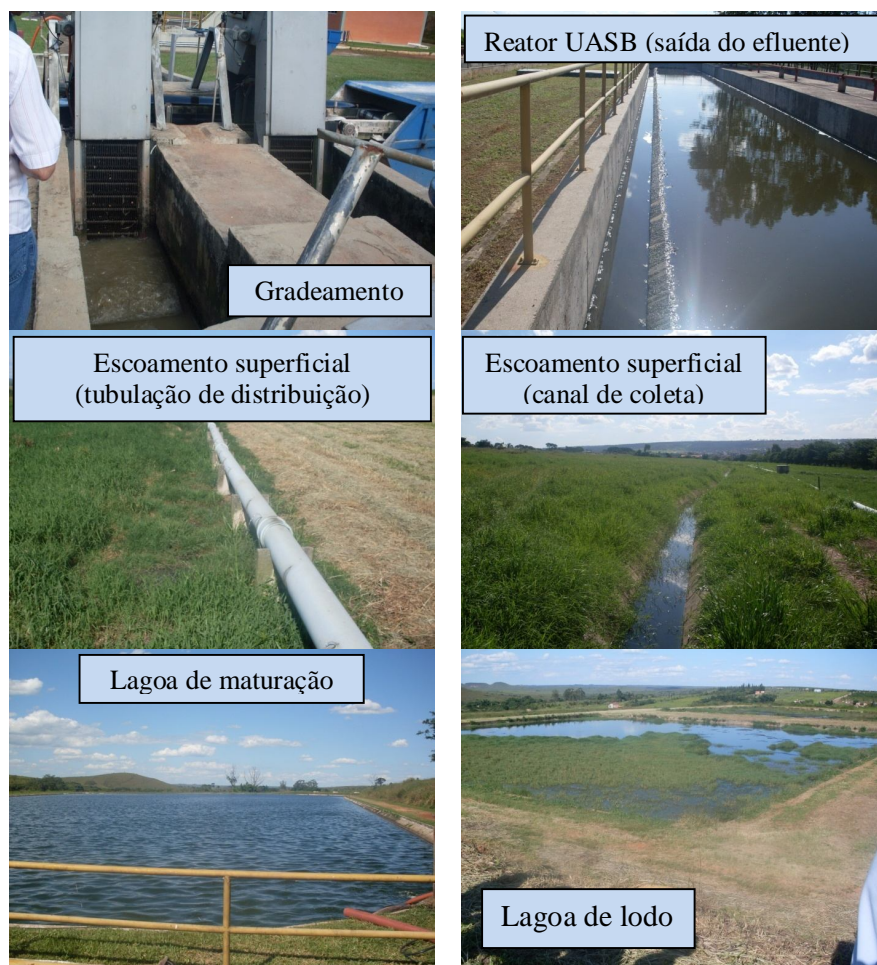 Gradeamento
Reator UASB (saída do efluente)
Escoamento superficial
(tubulação de distribuição)
Escoamento superficial
(canal de coleta)
Lagoa de maturação
Lagoa de lodo